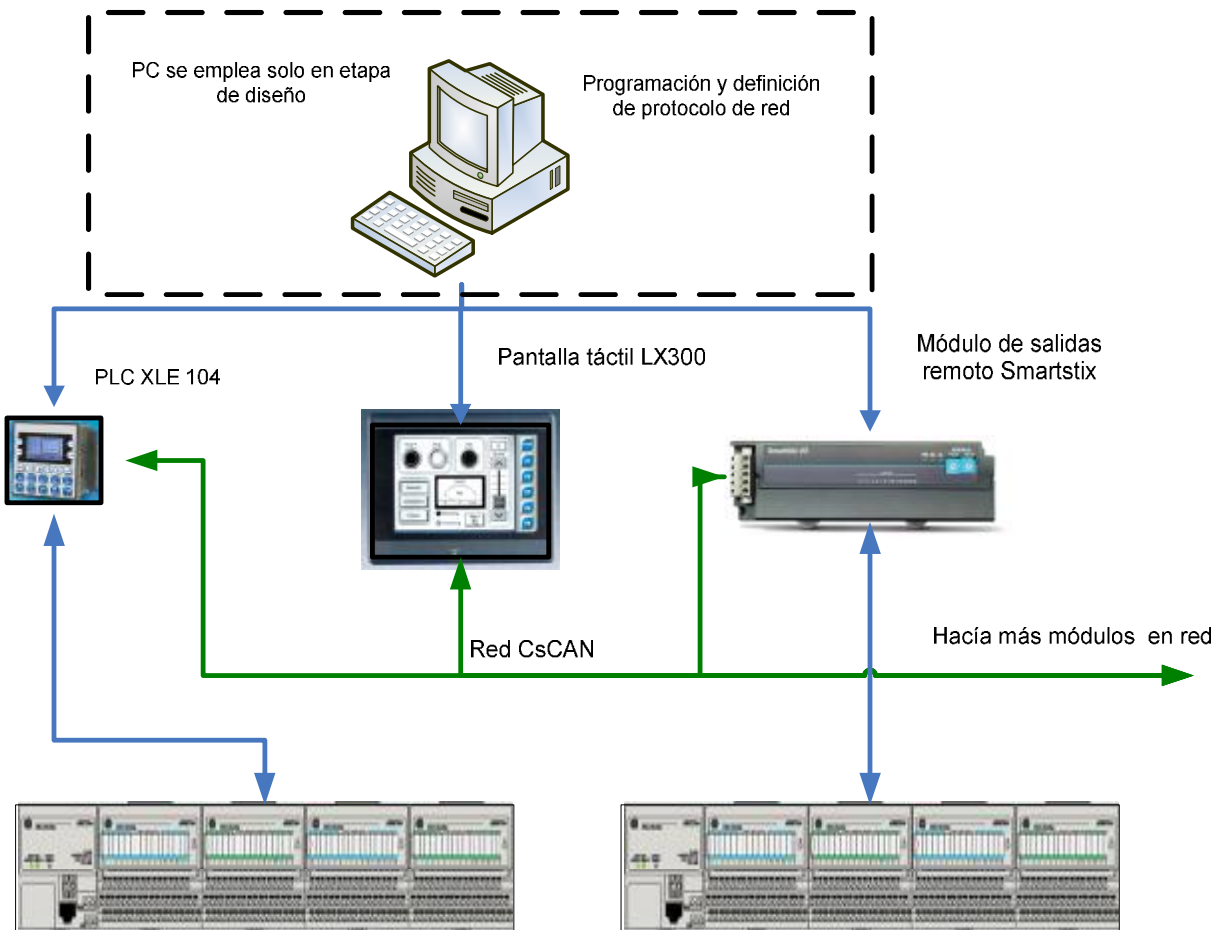 PC se emplea solo en etapa
de diseño
Programación y definición
de protocolo de red
PLC XLE 104
Pantalla táctil LX300
Módulo de salidas
remoto Smartstix
Red CsCAN
Hacía más módulos en red